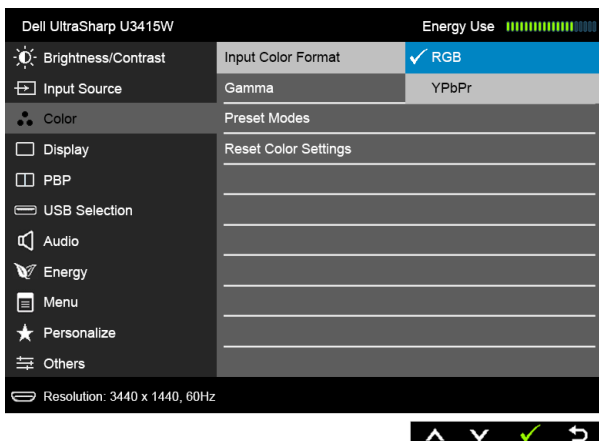 Dell UltraSharp U3415W Energy Use
Brightness/Contrast Input Color Format RGB
Input Source Gamma YPbPr
Color Preset Modes
Display Reset Color Settings
PBP
USB Selection
Audio
Energy
Menu
Personalize
Others
Resolution: 3440 x 1440, 60Hz